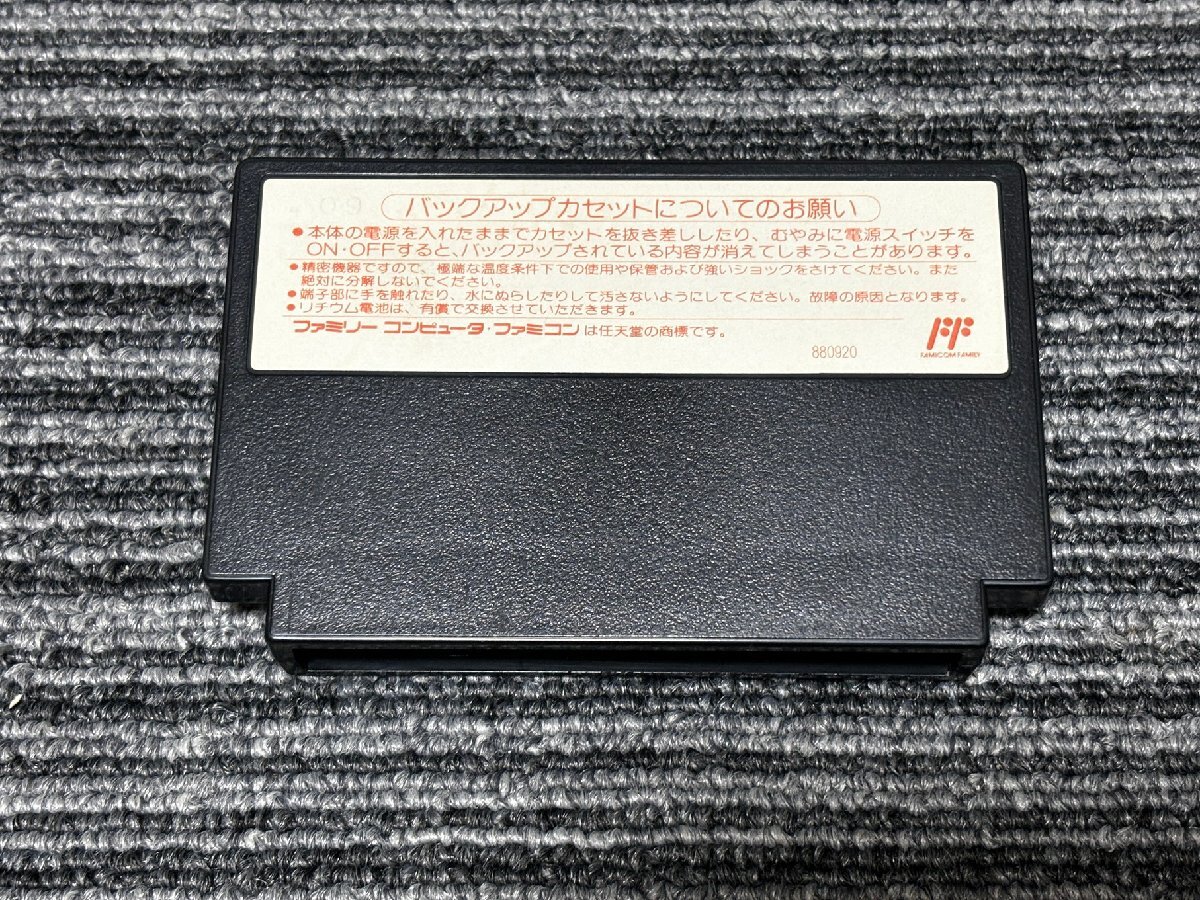 バックアップカセットについてのお願い
●本体の電源を入れたままでカセットを抜き差ししたり、むやみに電源スイッチを
ON・OFFすると、バックアップされている内容が消えてしまうことがあります。
●精密機器ですので、極端な温度条件下での使用や保管および強いショックをさけてください。また
絶対に分解しないでください。
●端子部に手を触れたり、水にぬらしたりして汚さないようにしてください。故障の原因となります。
●リチウム電池は、有償で交換させていただきます。
ファミリーコンピュータ・ファミコンは任天堂の商標です。
880920
FF
FAMICOM FAMILY